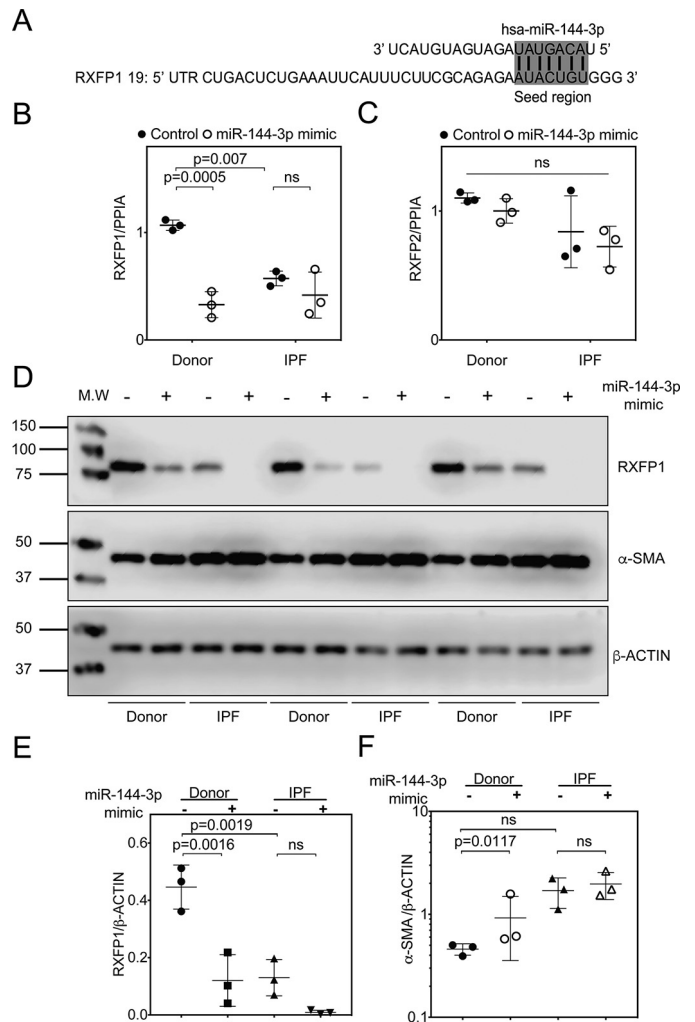 A
hsa-miR-144-3p
3' UCAUGUAGUAGAUAUGACAU 5'
RXFP1 19: 5' UTR CUGACUCUGAAAUUCAUUUCUUCGCAGAGAAUACUGUGGG 3'
Seed region
B
● Control ○ miR-144-3p mimic
p=0.007
p=0.0005
ns
RXFP1/PPIA
1
0
Donor IPF
C
● Control ○ miR-144-3p mimic
ns
RXFP2/PPIA
1
0
Donor IPF
D
M.W - + - + - + - + - + - + miR-144-3p
mimic
150
100
75
RXFP1
50
37
α-SMA
50
37
β-ACTIN
Donor IPF Donor IPF Donor IPF
E
Donor IPF
miR-144-3p
mimic - + - +
p=0.0019
p=0.0016
ns
RXFP1/β-ACTIN
0.6
0.4
0.2
0.0
F
Donor IPF
miR-144-3p
mimic - + - +
ns
p=0.0117
ns
α-SMA/β-ACTIN
10
1
0.1